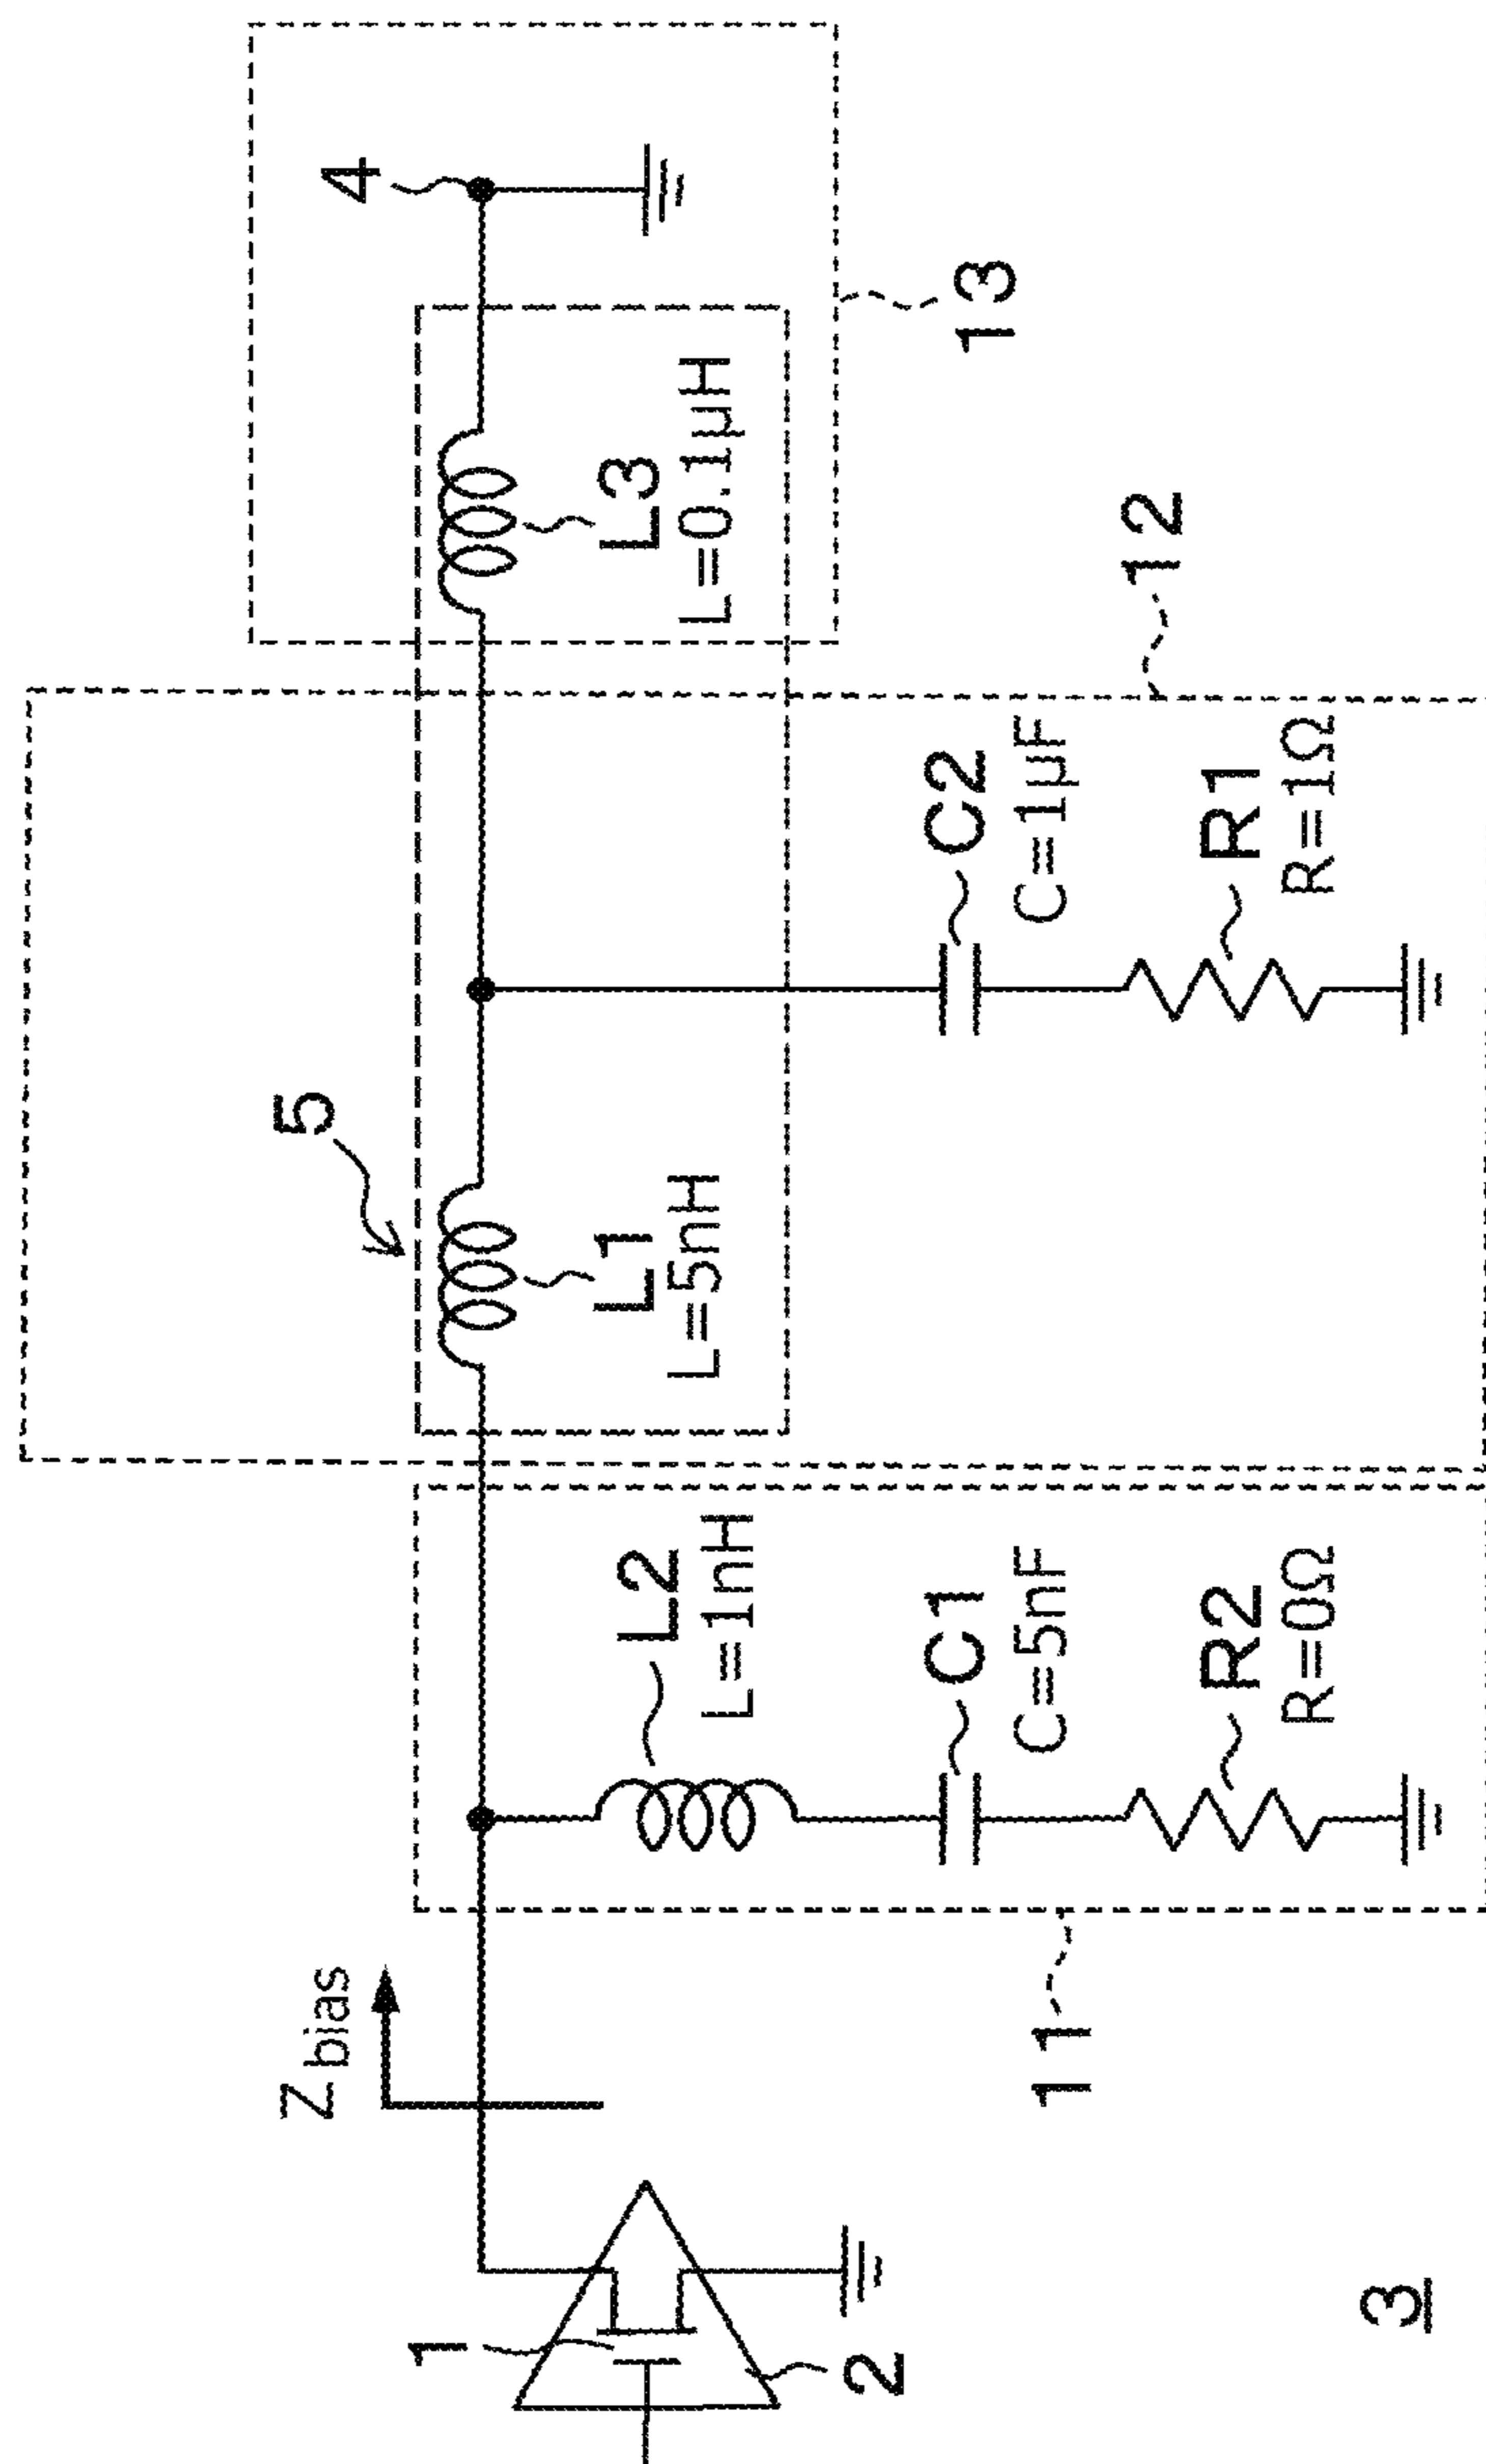 Zbias
1
2
3
11
L2
L=1nH
C1
C=5nF
R2
R=0Ω
5
L1
L=5nH
C2
C=1μF
R1
R=1Ω
12
L3
L=0.1μH
4
13